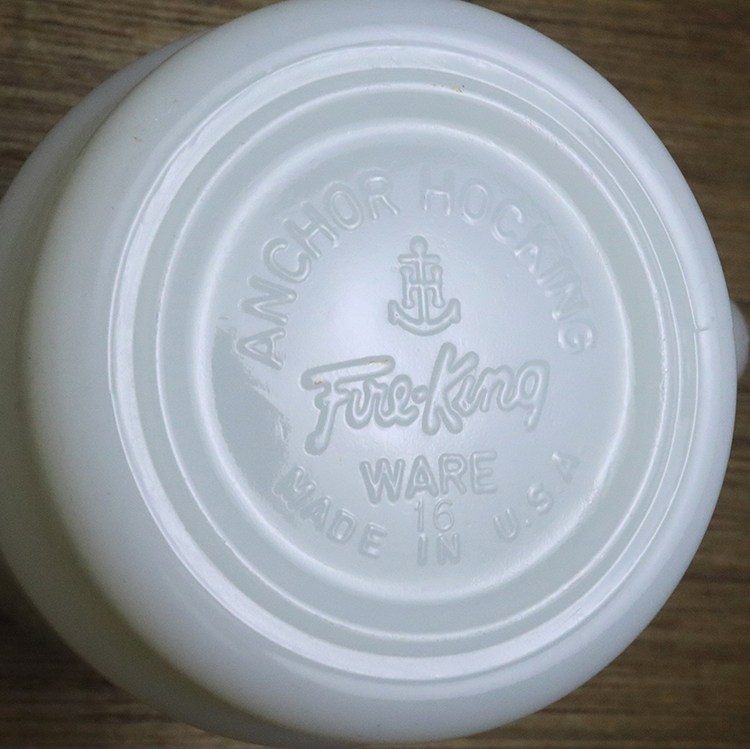 ANCHOR HOCKING
Fire-King
WARE
16
MADE IN U.S.A